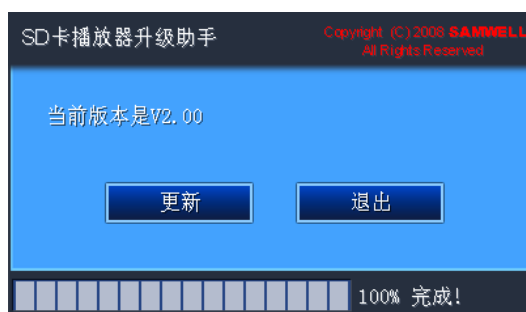 SD卡播放器升级助手
Copyright (C) 2008 SAMWELL
All Rights Reserved
当前版本是V2.00
更新
退出
100% 完成!